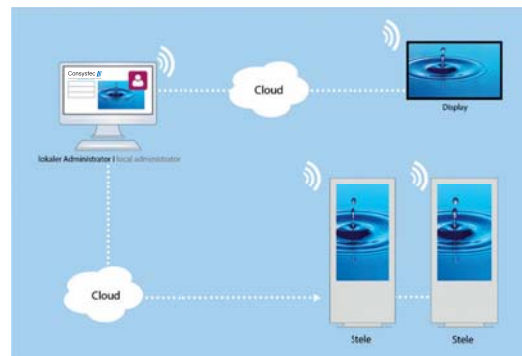 Consystec
Cloud
Display
lokaler Administrator I local administrator
Cloud
Stele
Stele